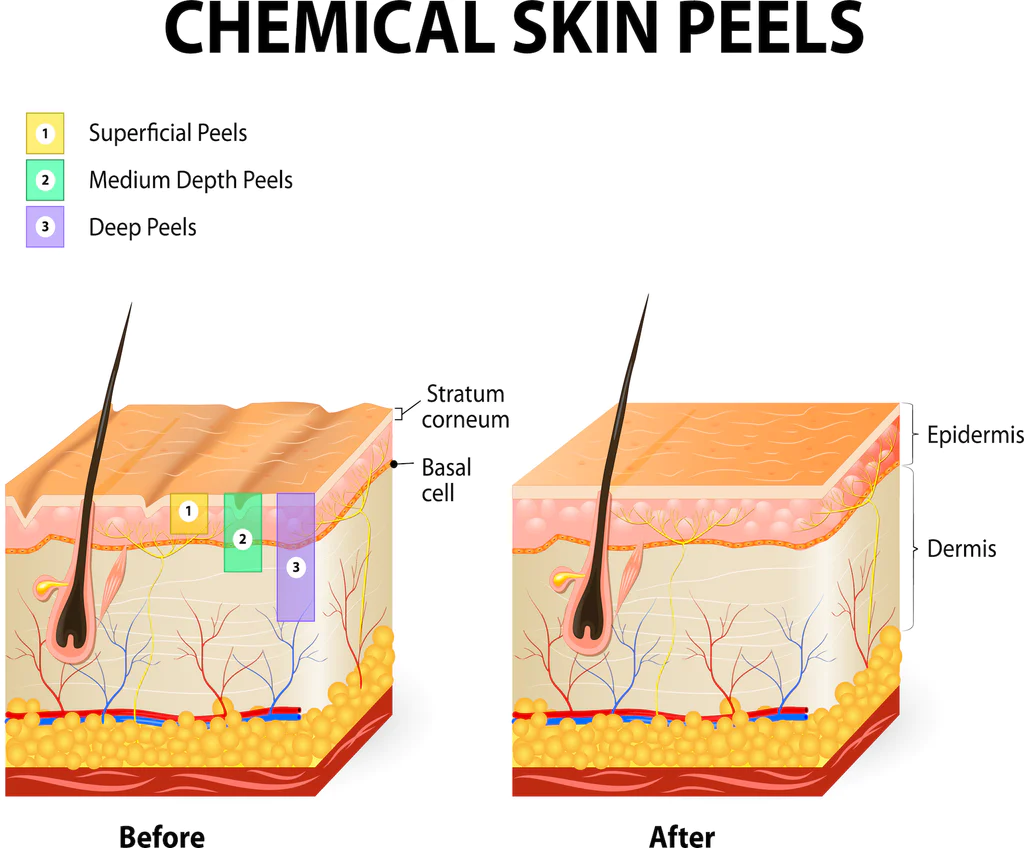 CHEMICAL SKIN PEELS
1 Superficial Peels
2 Medium Depth Peels
3 Deep Peels
Stratum
corneum
Basal
cell
1
2
3
Epidermis
Dermis
Before
After